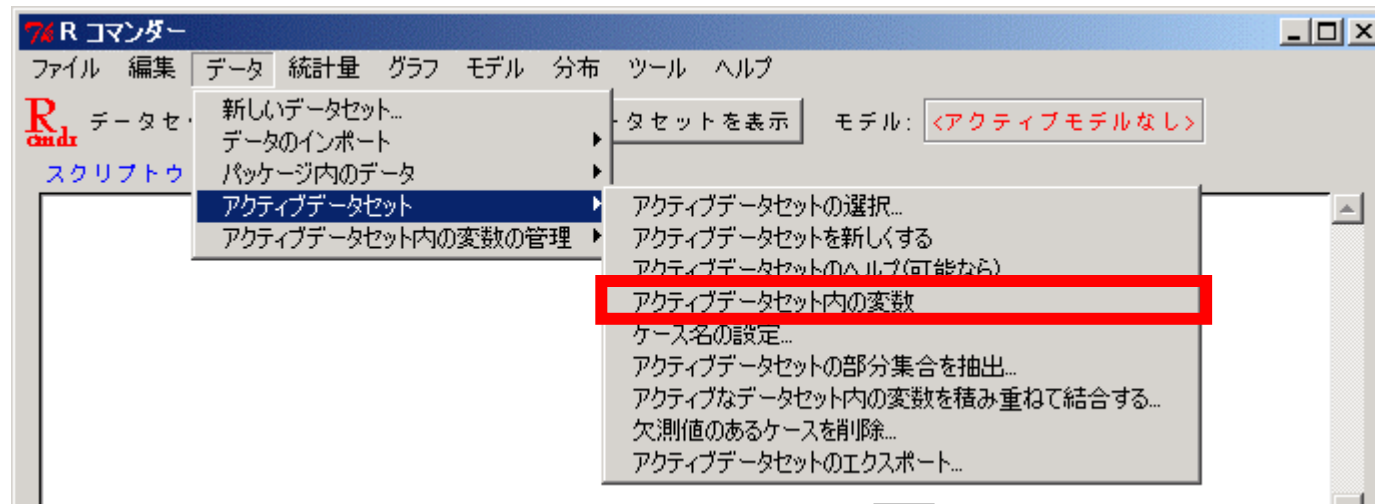 R コマンダー
ファイル 編集 データ 統計量 グラフ モデル 分布 ツール ヘルプ
R cmdr データセ タセットを表示 モデル: <アクティブモデルなし>
スクリプトウ
新しいデータセット...
データのインポート
パッケージ内のデータ
アクティブデータセット
アクティブデータセット内の変数の管理
アクティブデータセットの選択...
アクティブデータセットを新しくする
アクティブデータセットのヘルプ(可能なら)
アクティブデータセット内の変数
ケース名の設定...
アクティブデータセットの部分集合を抽出...
アクティブなデータセット内の変数を積み重ねて結合する...
欠測値のあるケースを削除...
アクティブデータセットのエクスポート...